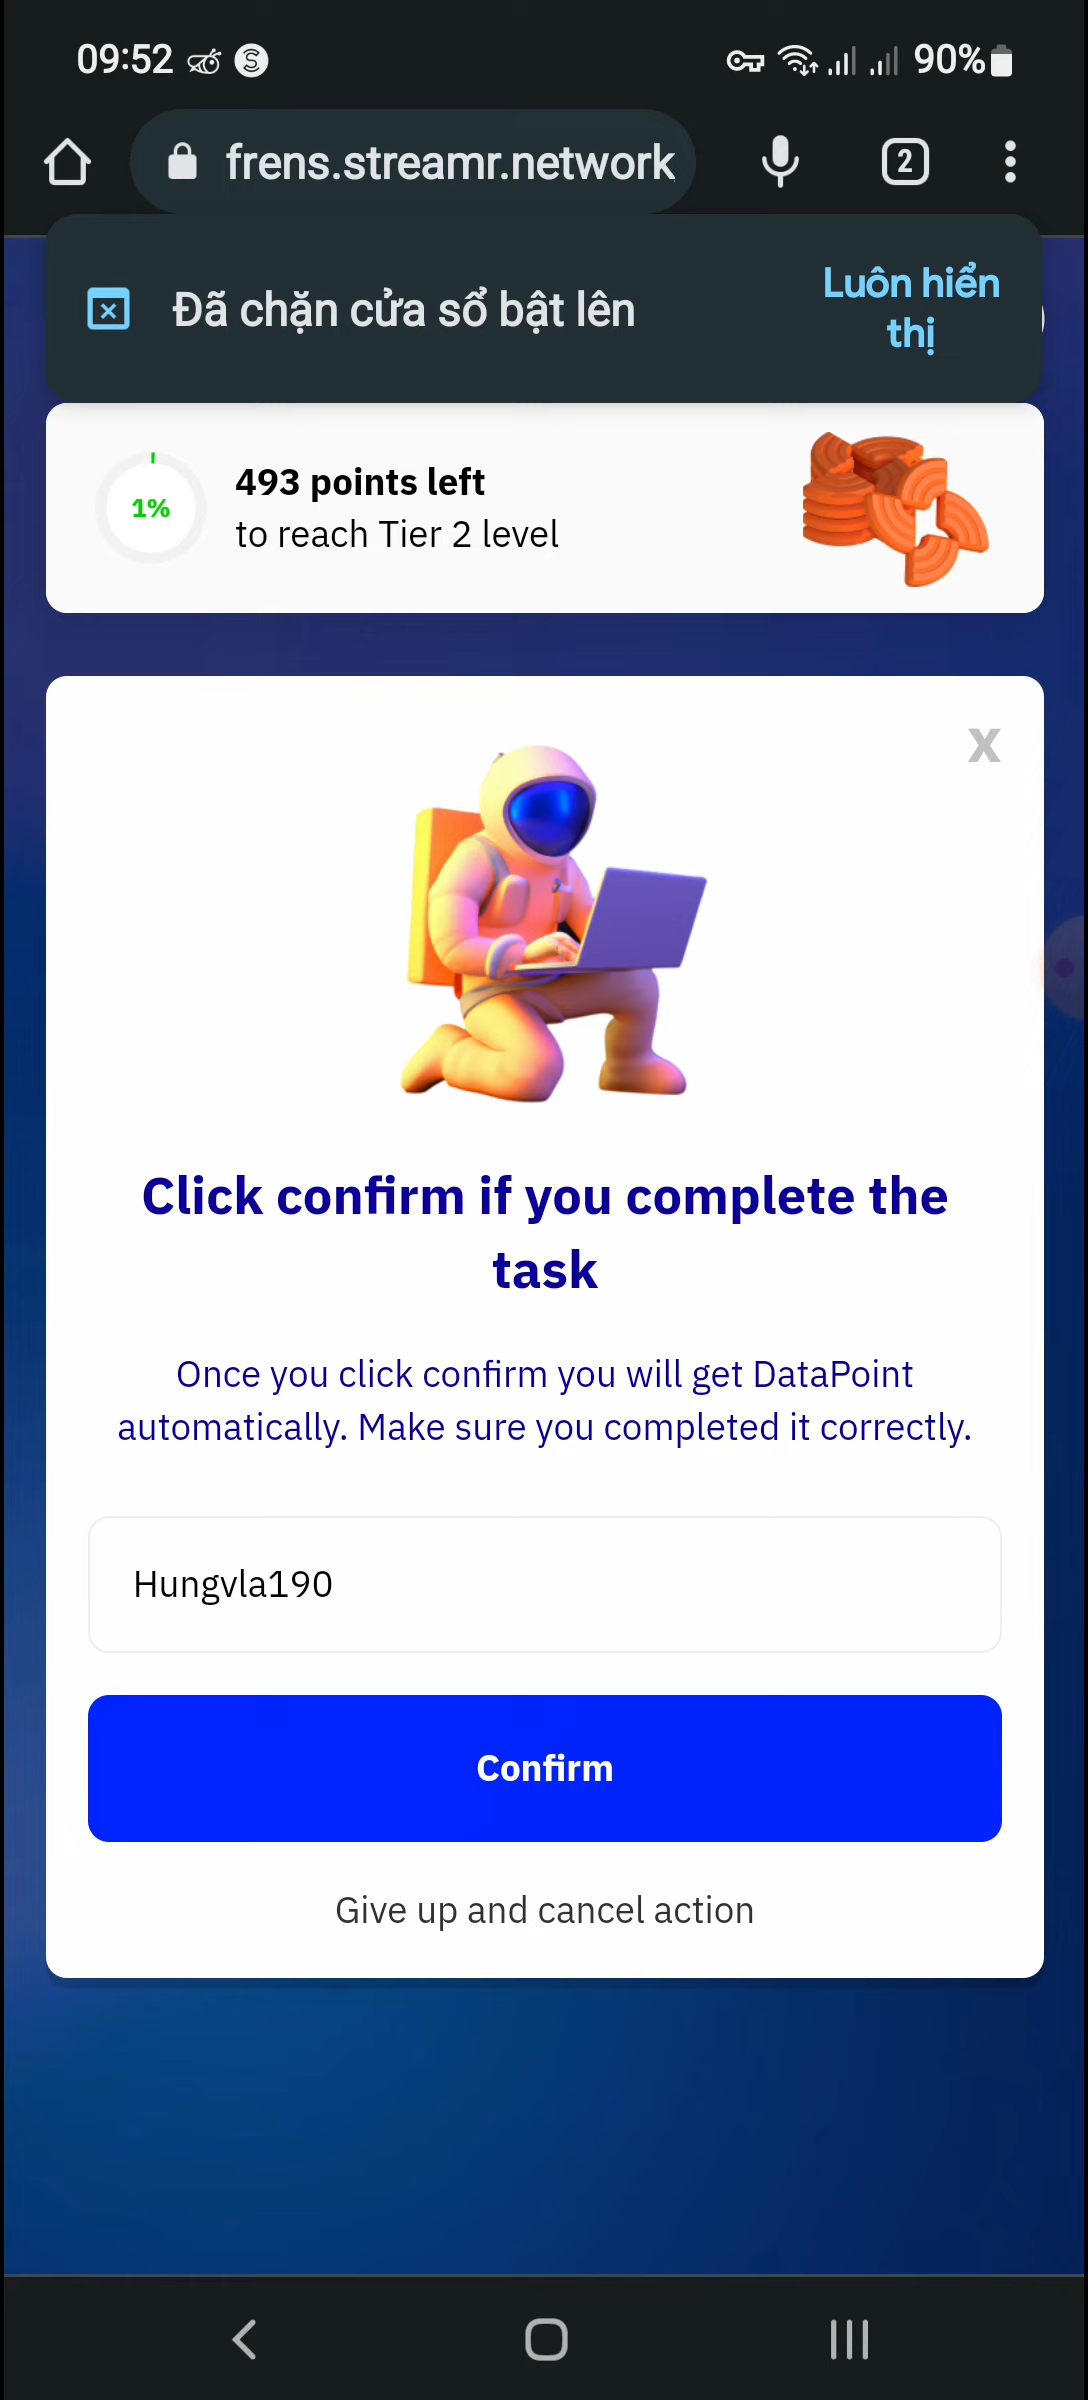 09:52
90%
frens.streamr.network
2
Đã chặn cửa sổ bật lên
Luôn hiển
thị
1%
493 points left
to reach Tier 2 level
X
Click confirm if you complete the
task
Once you click confirm you will get DataPoint
automatically. Make sure you completed it correctly.
Hungvla190
Confirm
Give up and cancel action